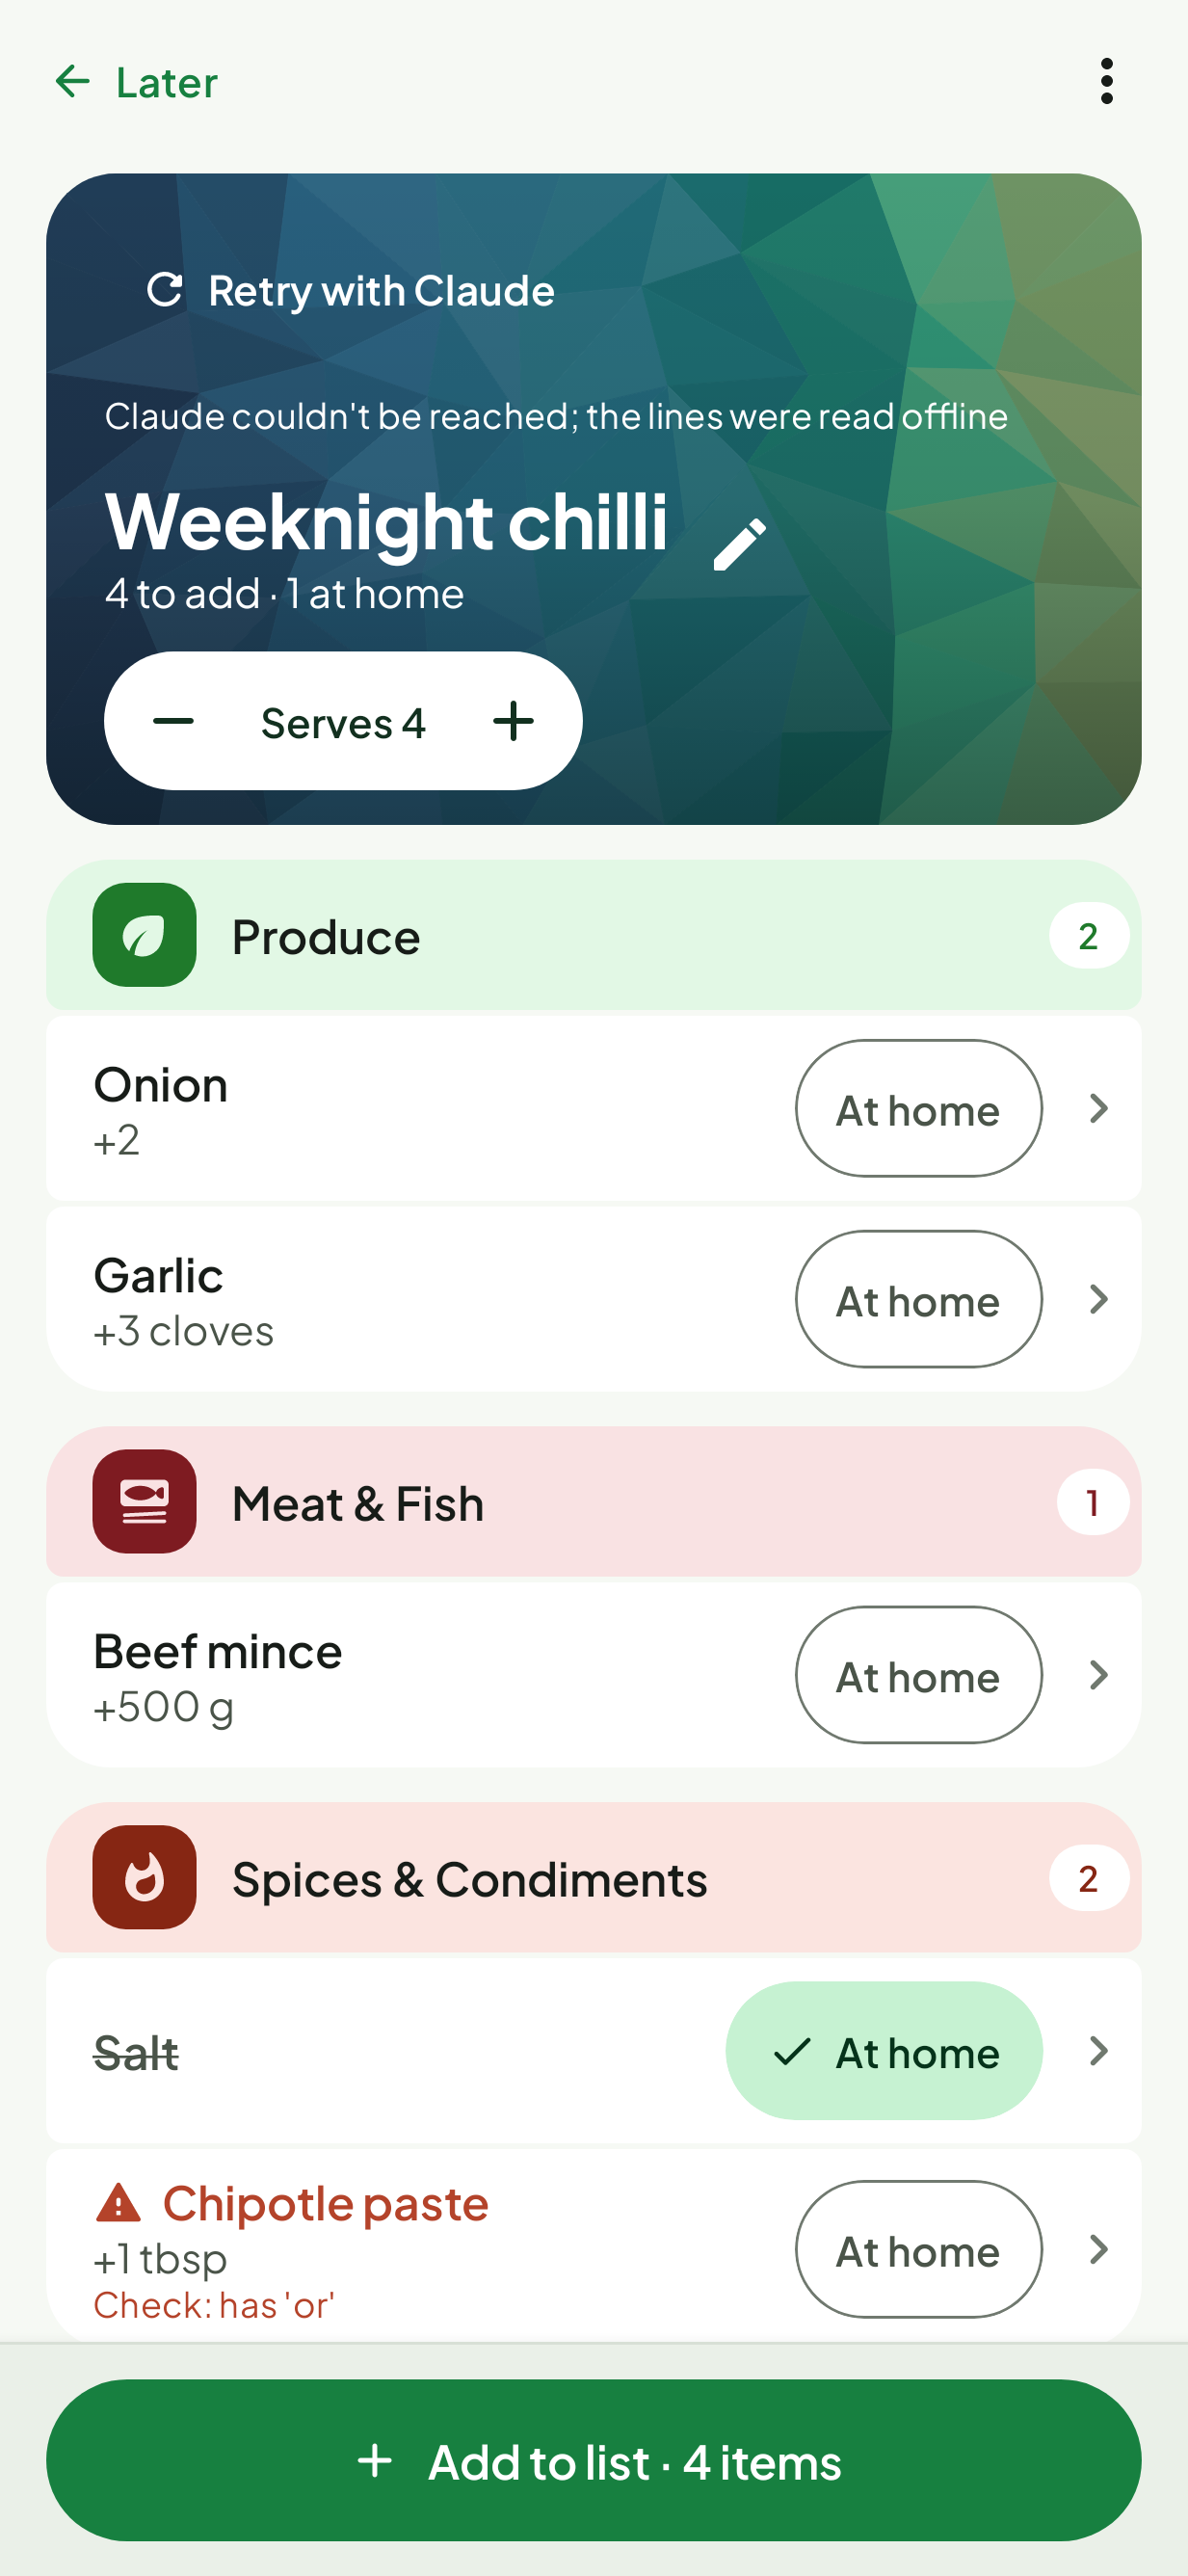 Later
Retry with Claude
Claude couldn't be reached; the lines were read offline
Weeknight chilli
4 to add · 1 at home
Serves 4
Produce
2
Onion
+2
At home
Garlic
+3 cloves
At home
Meat & Fish
1
Beef mince
+500 g
At home
Spices & Condiments
2
Salt
At home
Chipotle paste
+1 tbsp
Check: has 'or'
At home
Add to list · 4 items